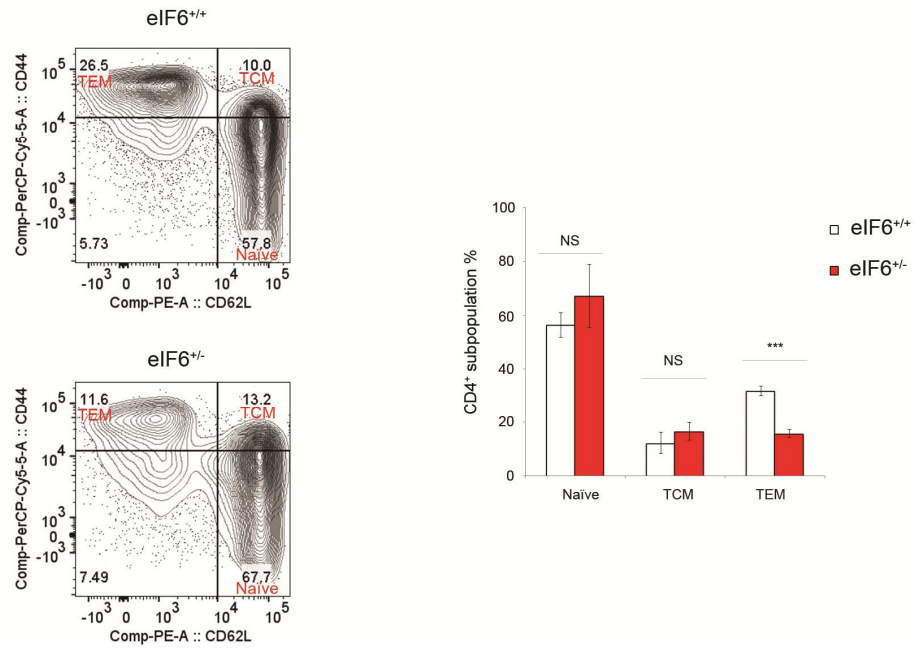 eIF6+/+
Comp-PerCP-Cy5-5-A :: CD44
10^5
10^4
10^3
0
-10^3
26.5
TEM
10.0
TCM
5.73
57.8
Naïve
-10^3 0 10^3 10^4 10^5
Comp-PE-A :: CD62L
eIF6+/-
Comp-PerCP-Cy5-5-A :: CD44
10^5
10^4
10^3
0
-10^3
11.6
TEM
13.2
TCM
7.49
67.7
Naïve
-10^3 0 10^3 10^4 10^5
Comp-PE-A :: CD62L
CD4+ subpopulation %
100
80
60
40
20
0
NS
NS
***
Naïve TCM TEM
eIF6+/+
eIF6+/-